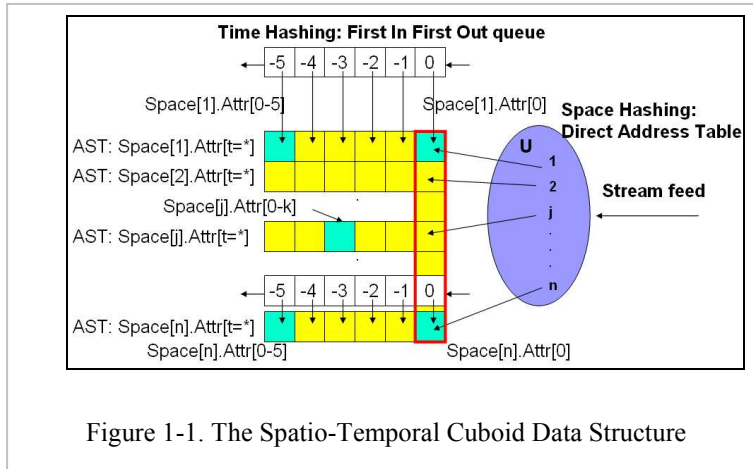 Time Hashing: First In First Out queue
-5 -4 -3 -2 -1 0
Space[1].Attr[0-5]
Space[1].Attr[0]
Space Hashing:
Direct Address Table
AST: Space[1].Attr[t=*]
AST: Space[2].Attr[t=*]
Space[j].Attr[0-k]
AST: Space[j].Attr[t=*]
U
1
2
j
.
.
.
n
Stream feed
-5 -4 -3 -2 -1 0
AST: Space[n].Attr[t=*]
Space[n].Attr[0-5]
Space[n].Attr[0]
Figure 1-1. The Spatio-Temporal Cuboid Data Structure